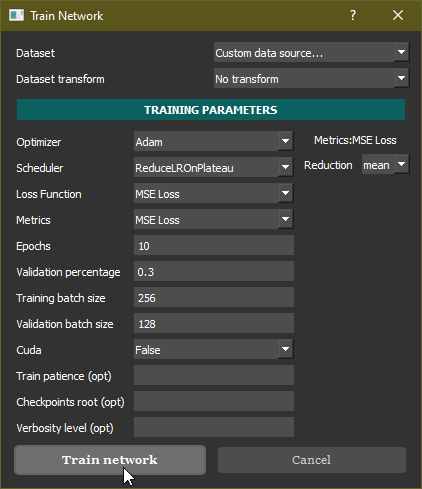 Train Network ?
Dataset Custom data source...
Dataset transform No transform
TRAINING PARAMETERS
Optimizer Adam Metrics:MSE Loss
Scheduler ReduceLROnPlateau Reduction mean
Loss Function MSE Loss
Metrics MSE Loss
Epochs 10
Validation percentage 0.3
Training batch size 256
Validation batch size 128
Cuda False
Train patience (opt)
Checkpoints root (opt)
Verbosity level (opt)
Train network Cancel